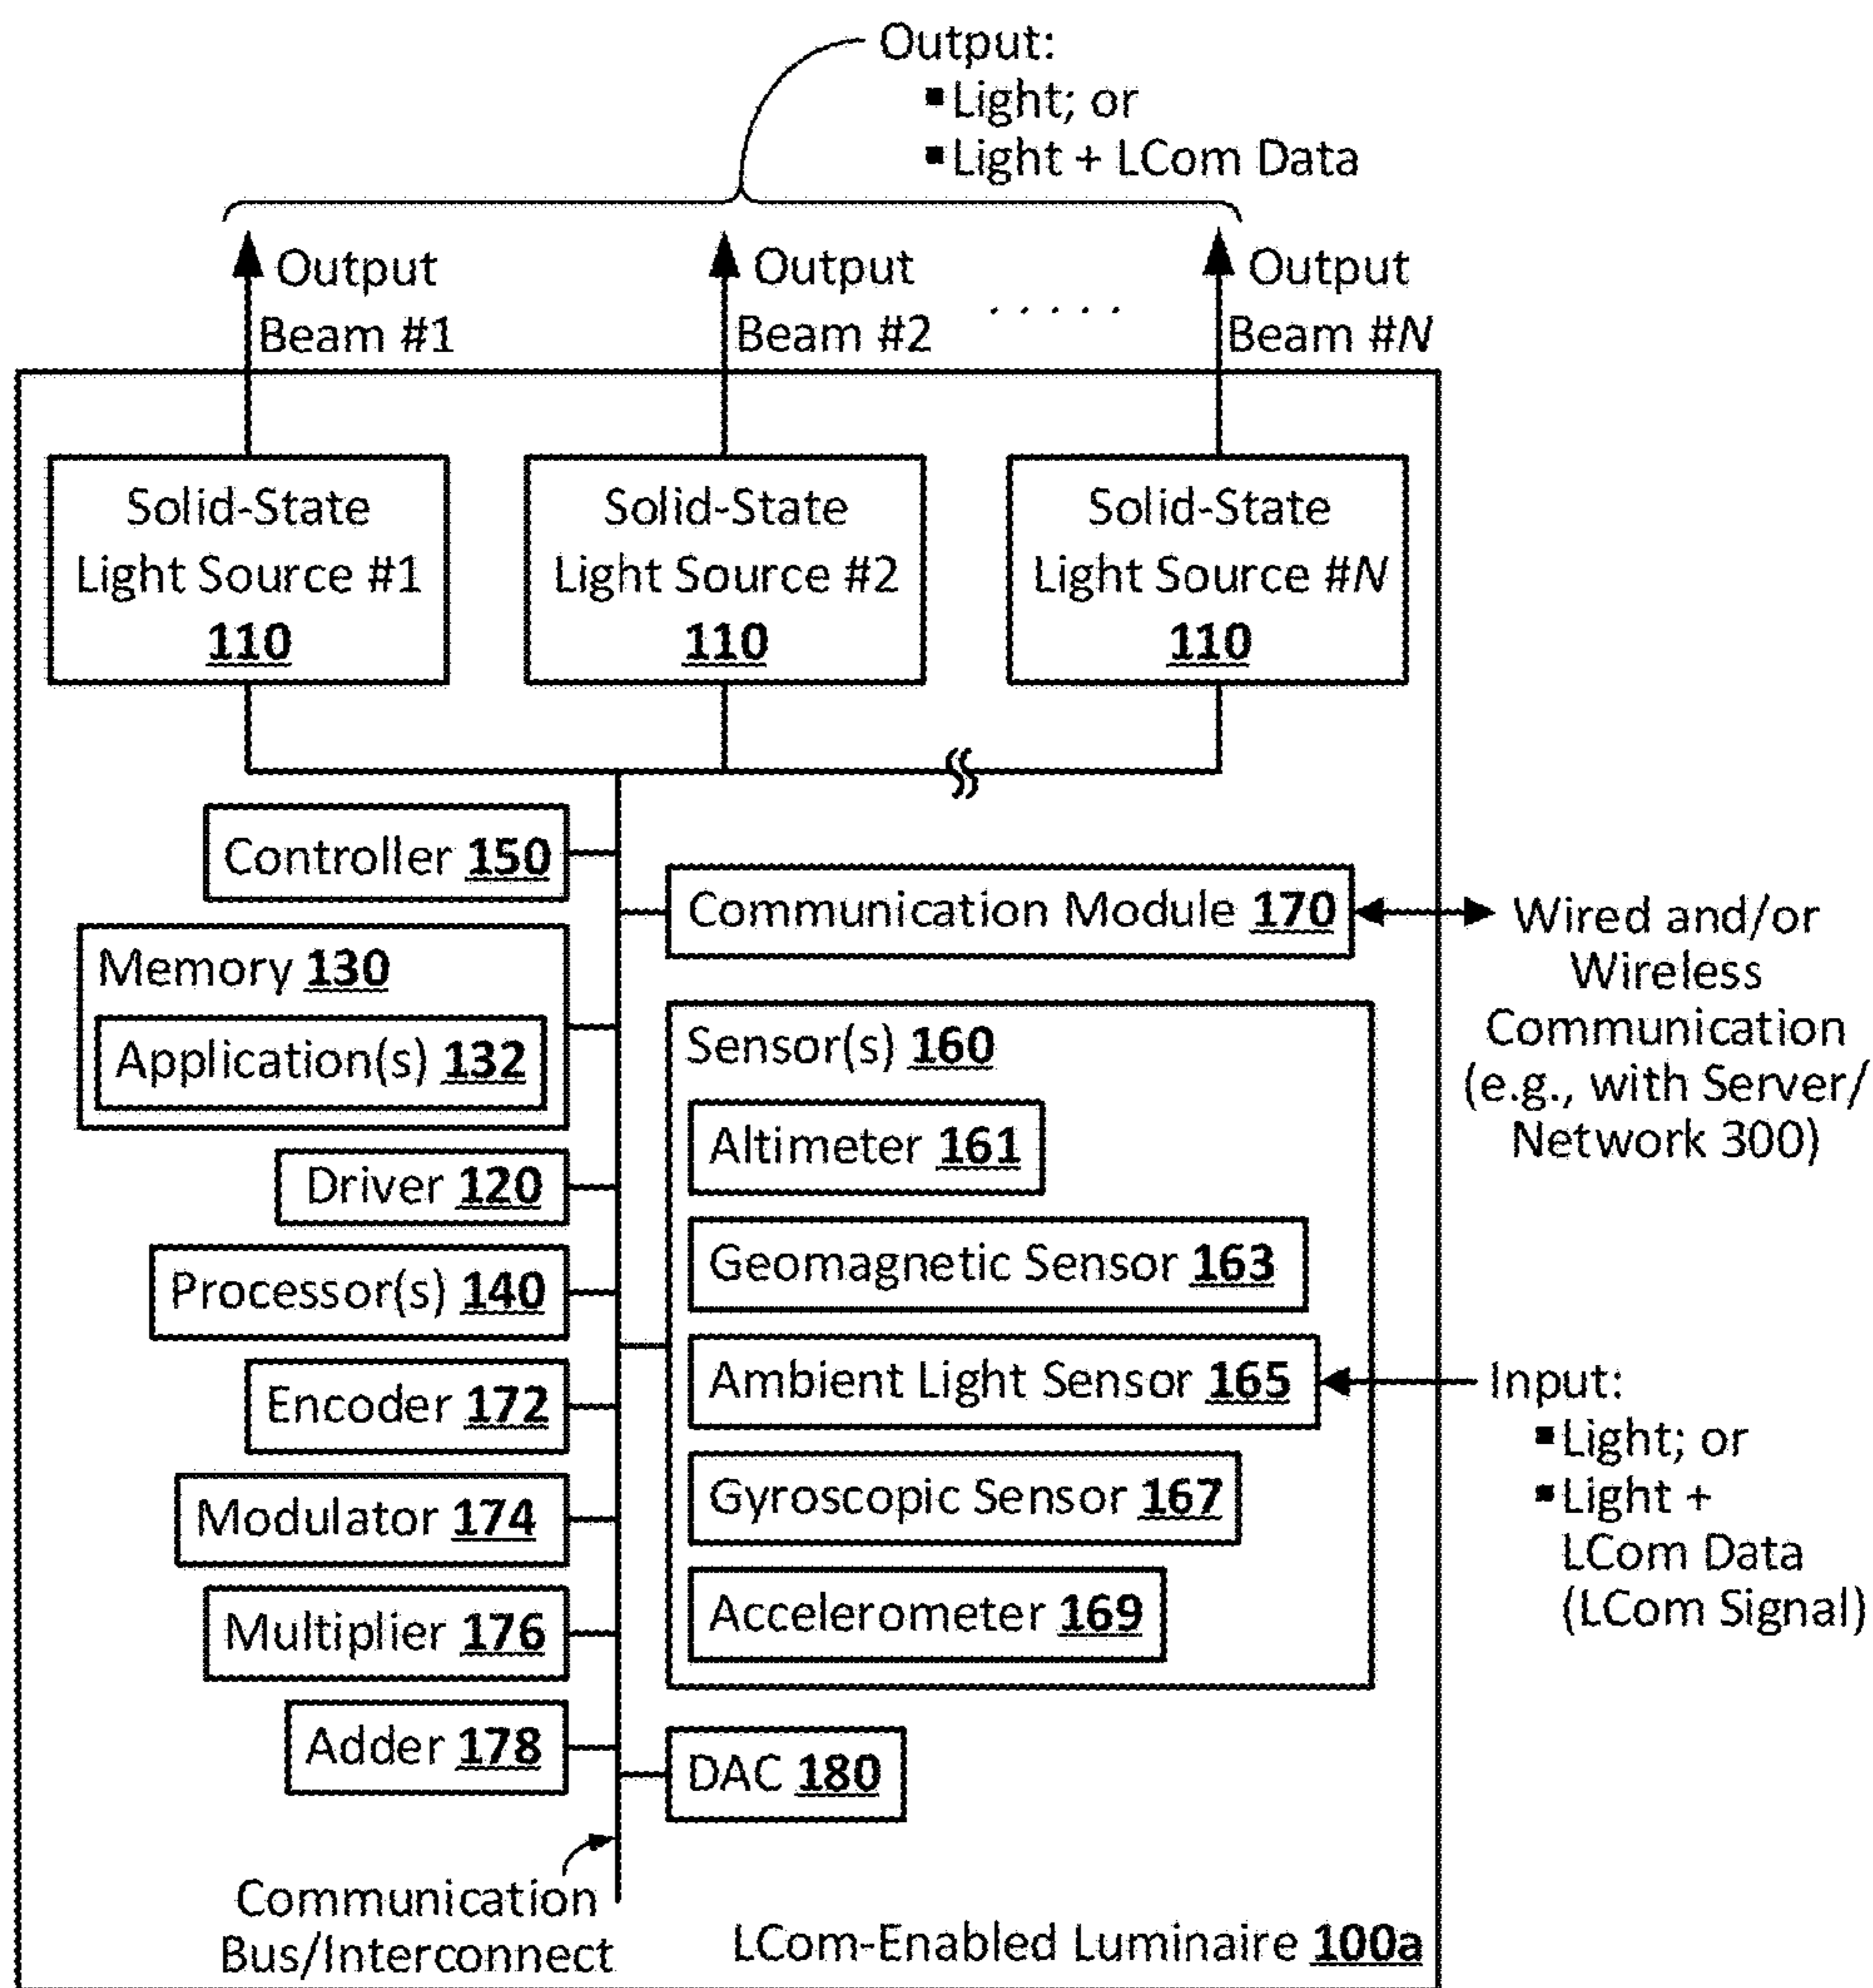 Output:
▪Light; or
▪Light + LCom Data
Output
Beam #1
Output
Beam #2
. . . . .
Output
Beam #N
Solid-State
Light Source #1
110
Solid-State
Light Source #2
110
Solid-State
Light Source #N
110
Controller 150
Memory 130
Application(s) 132
Driver 120
Processor(s) 140
Encoder 172
Modulator 174
Multiplier 176
Adder 178
Communication
Bus/Interconnect
Communication Module 170
Sensor(s) 160
Altimeter 161
Geomagnetic Sensor 163
Ambient Light Sensor 165
Gyroscopic Sensor 167
Accelerometer 169
DAC 180
LCom-Enabled Luminaire 100a
Wired and/or
Wireless
Communication
(e.g., with Server/
Network 300)
Input:
▪Light; or
▪Light +
LCom Data
(LCom Signal)